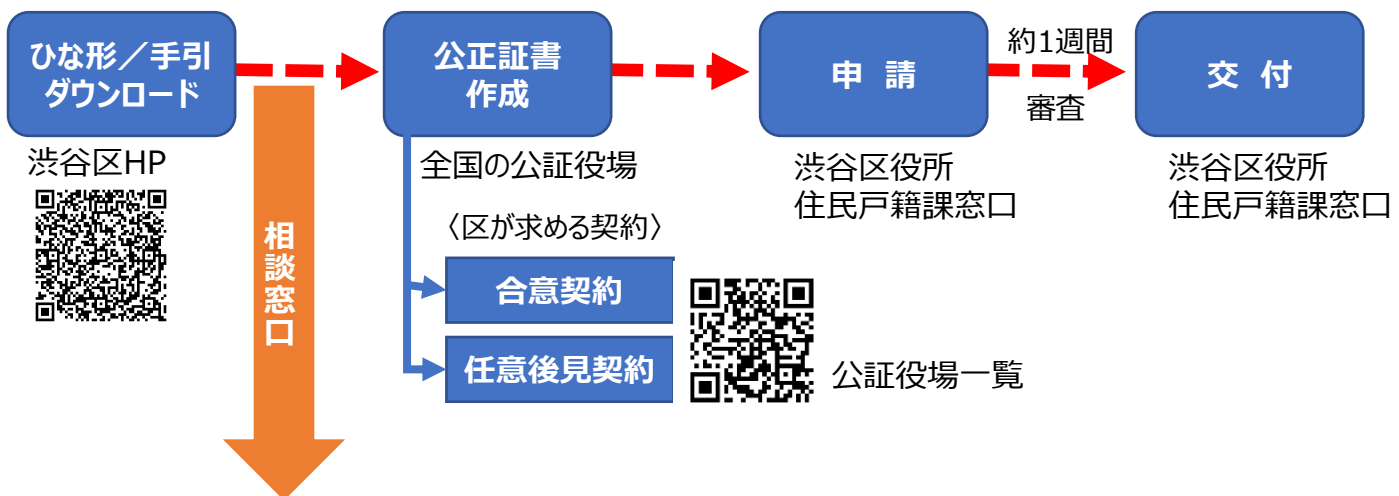 ひな形／手引
ダウンロード
公正証書
作成
申 請
約1週間
審査
交 付
渋谷区HP
全国の公証役場
渋谷区役所
住民戸籍課窓口
渋谷区役所
住民戸籍課窓口
相談窓口
〈区が求める契約〉
合意契約
任意後見契約
公証役場一覧